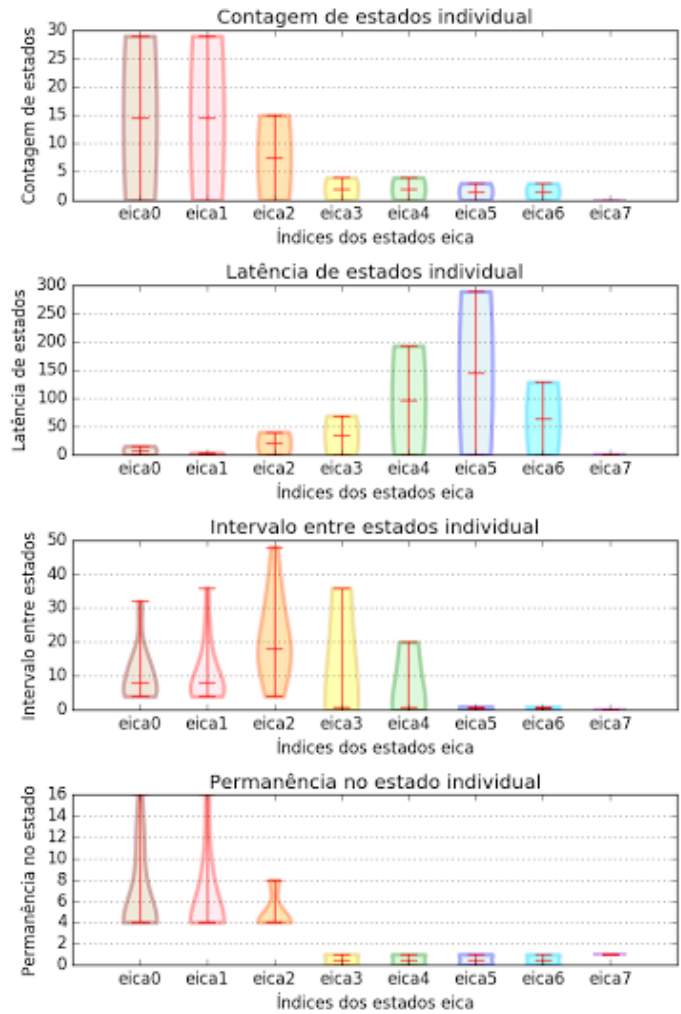 Contagem de estados individual
Contagem de estados
30
25
20
15
10
5
0
eica0 eica1 eica2 eica3 eica4 eica5 eica6 eica7
Índices dos estados eica
Latência de estados individual
Latência de estados
300
250
200
150
100
50
0
eica0 eica1 eica2 eica3 eica4 eica5 eica6 eica7
Índices dos estados eica
Intervalo entre estados individual
Intervalo entre estados
50
40
30
20
10
0
eica0 eica1 eica2 eica3 eica4 eica5 eica6 eica7
Índices dos estados eica
Permanência no estado individual
Permanência no estado
16
14
12
10
8
6
4
2
0
eica0 eica1 eica2 eica3 eica4 eica5 eica6 eica7
Índices dos estados eica